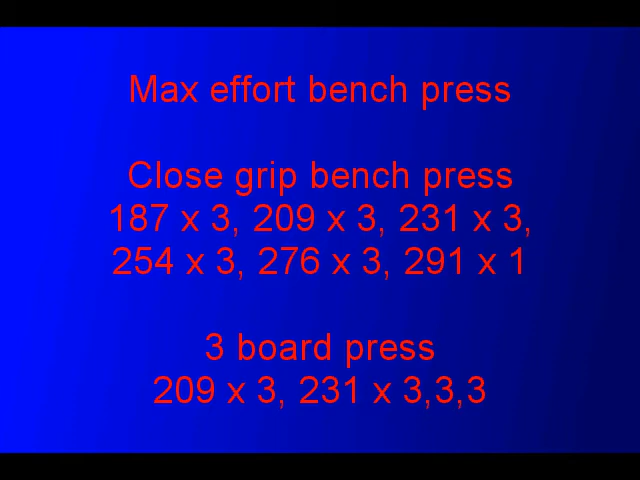 Max effort bench press
Close grip bench press
187 x 3, 209 x 3, 231 x 3,
254 x 3, 276 x 3, 291 x 1
3 board press
209 x 3, 231 x 3,3,3